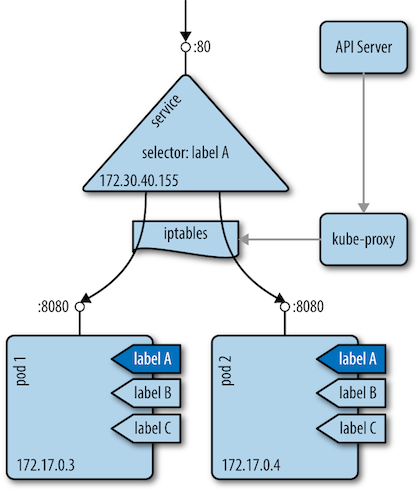 :80
API Server
service
selector: label A
172.30.40.155
iptables
kube-proxy
:8080
:8080
pod 1
label A
label B
label C
172.17.0.3
pod 2
label A
label B
label C
172.17.0.4